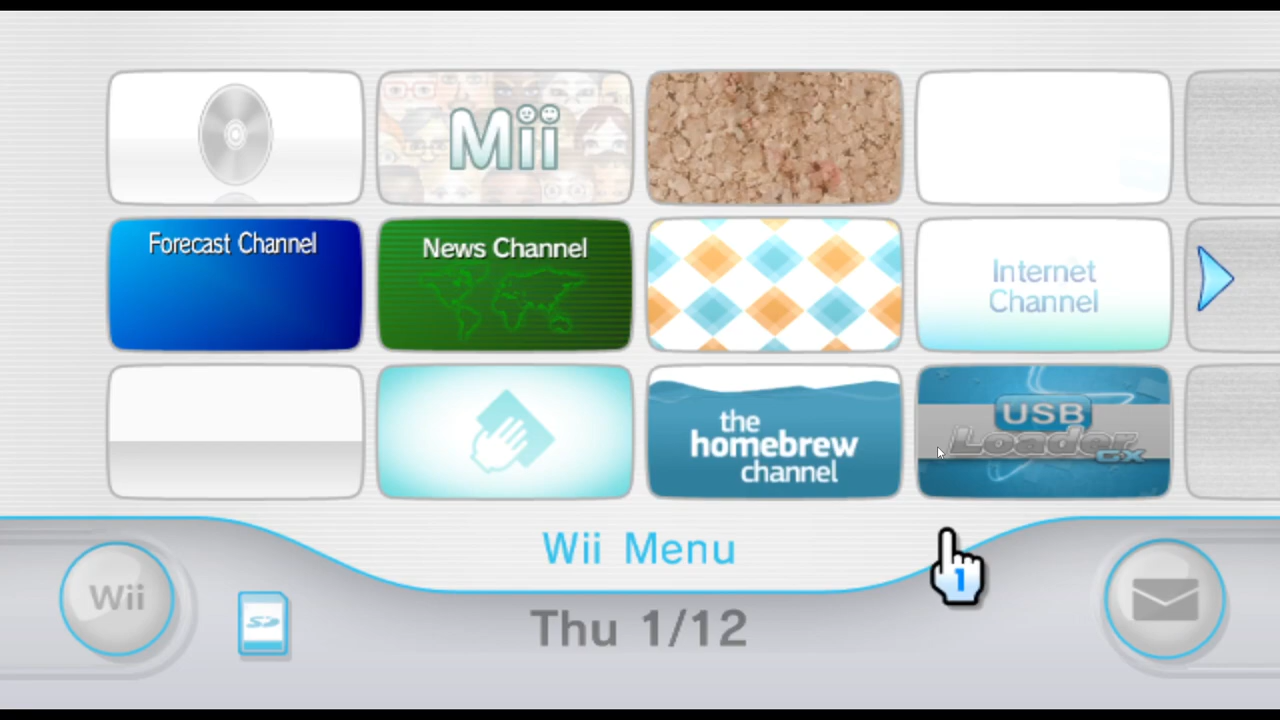 Mii
Forecast Channel
News Channel
Internet
Channel
the
homebrew
channel
USB
Loader
GX
Wii Menu
1
Wii
SD
Thu 1/12